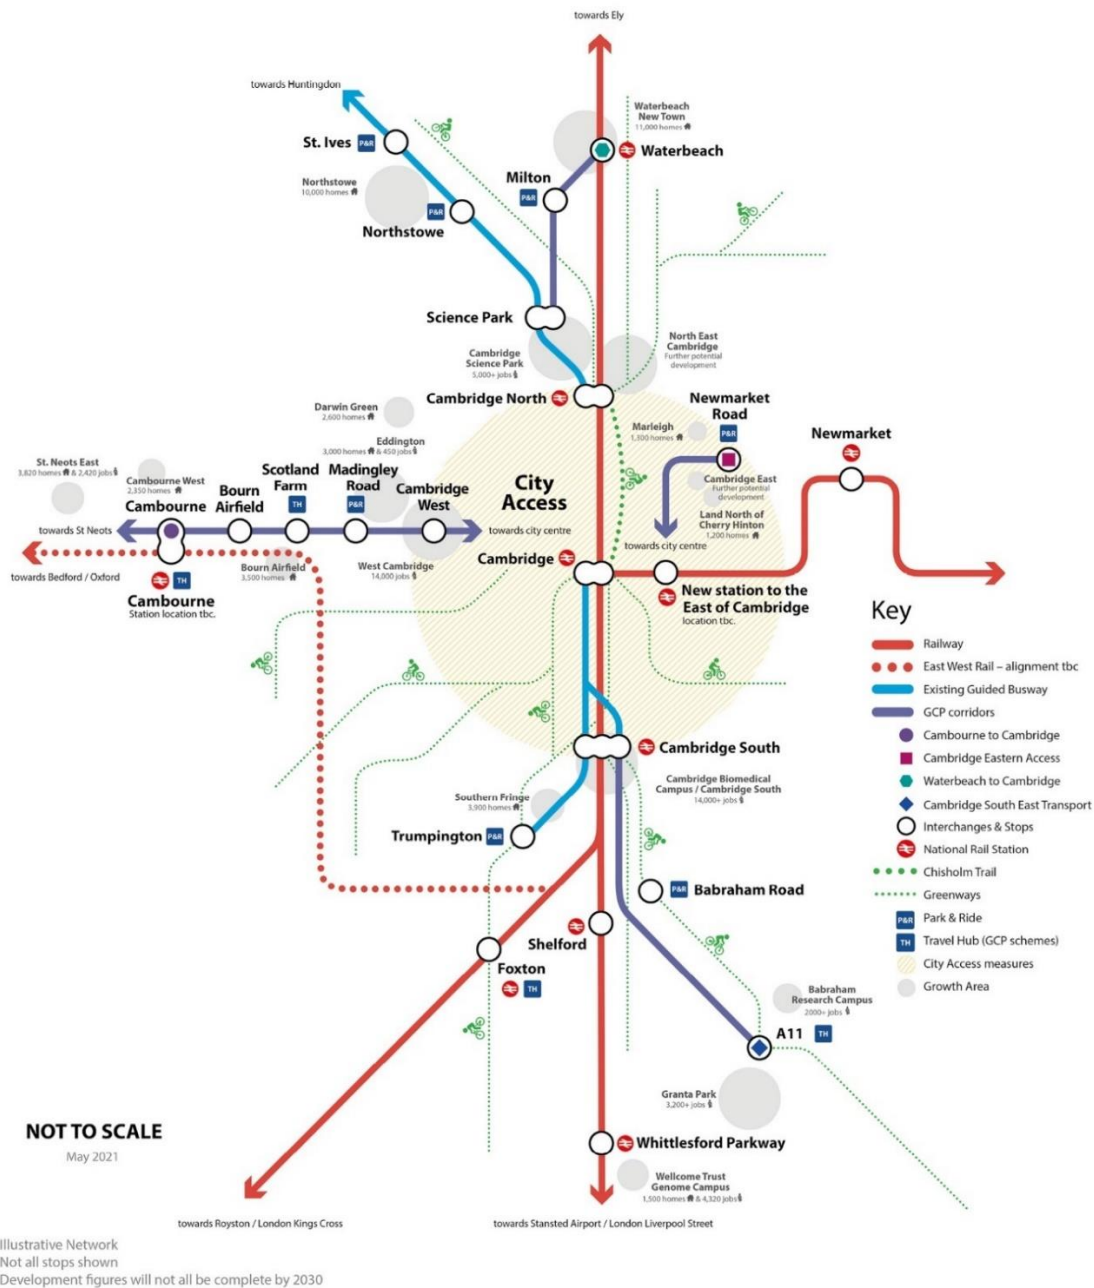 towards Ely
towards Huntingdon
Waterbeach
New Town
11,000 homes
St. Ives
P&R
Waterbeach
Milton
P&R
Northstowe
10,000 homes
P&R
Northstowe
Science Park
North East
Cambridge
Further potential
development
Cambridge
Science Park
5,000+ jobs
Cambridge North
Newmarket
Road
P&R
Darwin Green
2,600 homes
Marleigh
1,300 homes
Newmarket
Eddington
3,000 homes & 450 jobs
St. Neots East
3,820 homes & 2,420 jobs
Cambourne West
2,350 homes
Scotland
Farm
TH
Madingley
Road
P&R
Cambridge
West
City
Access
Cambridge East
Further potential
development
Bourn
Airfield
Cambourne
Land North of
Cherry Hinton
1,200 homes
towards St Neots
towards city centre
towards city centre
Cambridge
towards Bedford / Oxford
Bourn Airfield
3,500 homes
West Cambridge
14,000 jobs
TH
Cambourne
Station location tbc.
New station to the
East of Cambridge
location tbc.
Key
Railway
East West Rail – alignment tbc
Existing Guided Busway
GCP corridors
Cambourne to Cambridge
Cambridge Eastern Access
Waterbeach to Cambridge
Cambridge South East Transport
Interchanges & Stops
National Rail Station
Chisholm Trail
Greenways
P&R
Park & Ride
TH
Travel Hub (GCP schemes)
City Access measures
Growth Area
Cambridge South
Cambridge Biomedical
Campus / Cambridge South
14,000+ jobs
Southern Fringe
3,900 homes
Trumpington
P&R
P&R
Babraham Road
Shelford
Foxton
TH
Babraham
Research Campus
2000+ jobs
A11
TH
Granta Park
3,200+ jobs
NOT TO SCALE
May 2021
Whittlesford Parkway
Wellcome Trust
Genome Campus
1,500 homes & 4,320 jobs
towards Royston / London Kings Cross
towards Stansted Airport / London Liverpool Street
Illustrative Network
Not all stops shown
Development figures will not all be complete by 2030